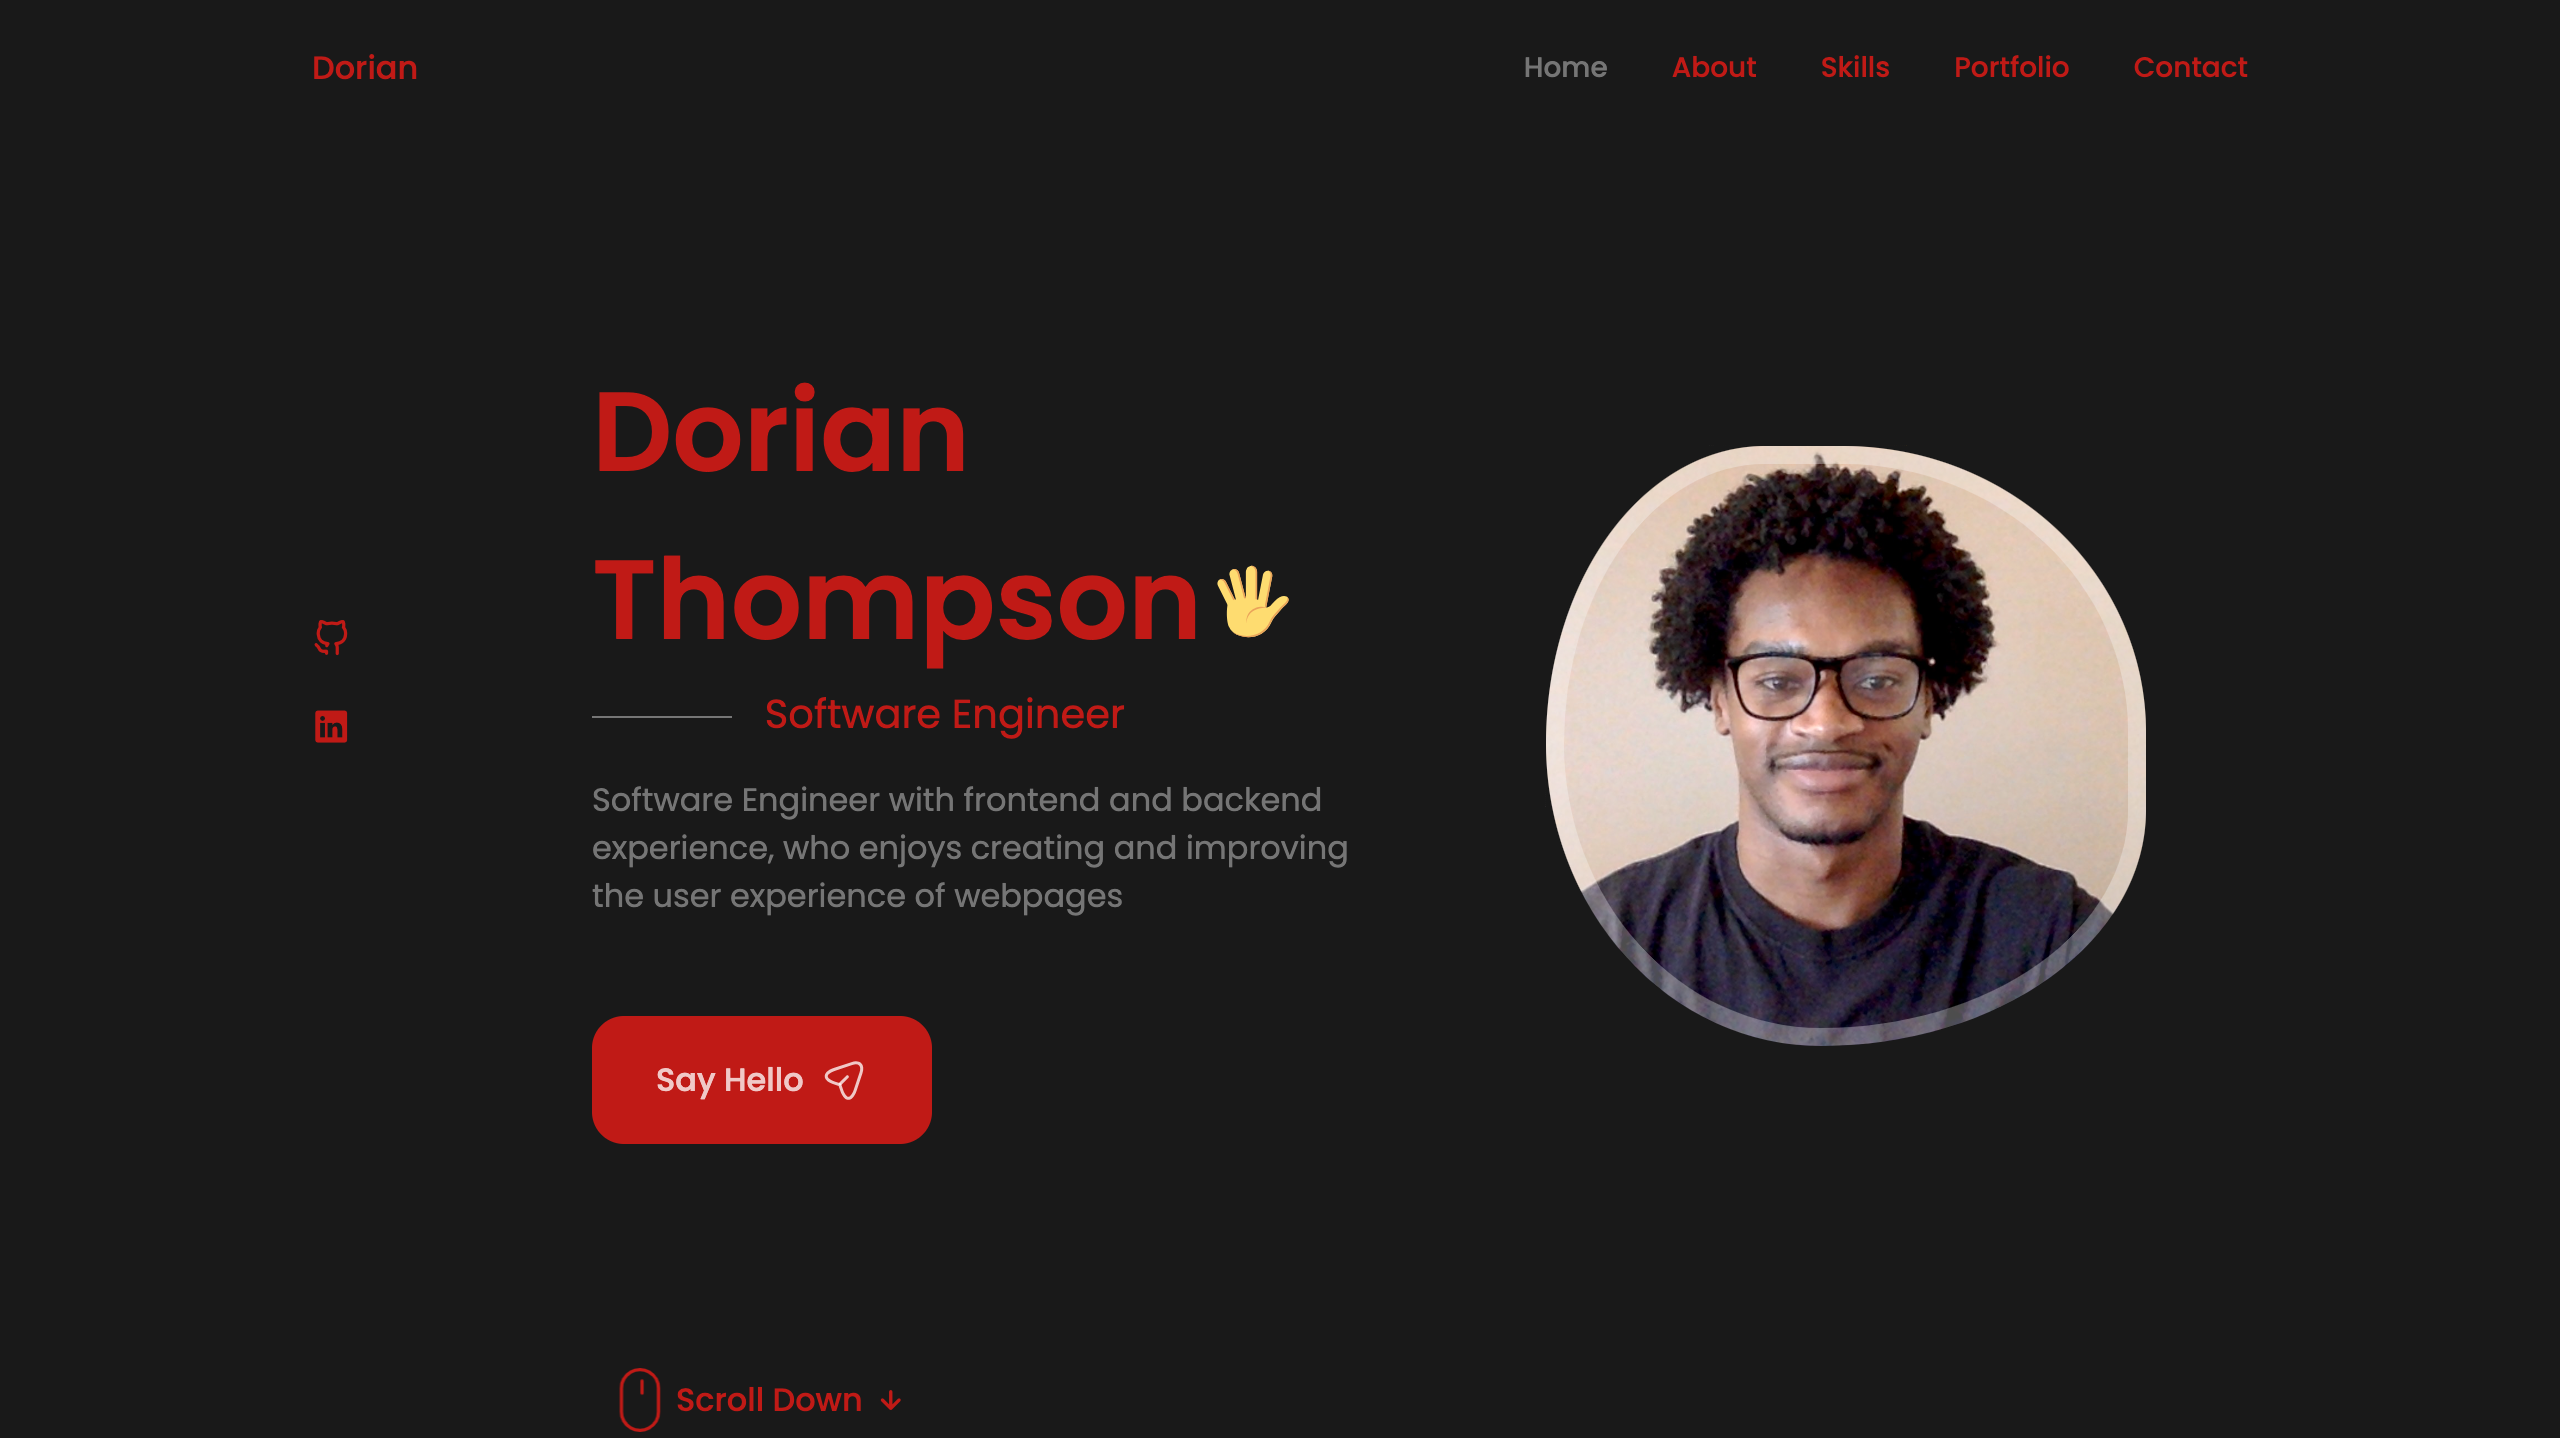 Dorian
Home About Skills Portfolio Contact
Dorian
Thompson
Software Engineer
Software Engineer with frontend and backend
experience, who enjoys creating and improving
the user experience of webpages
Say Hello
Scroll Down